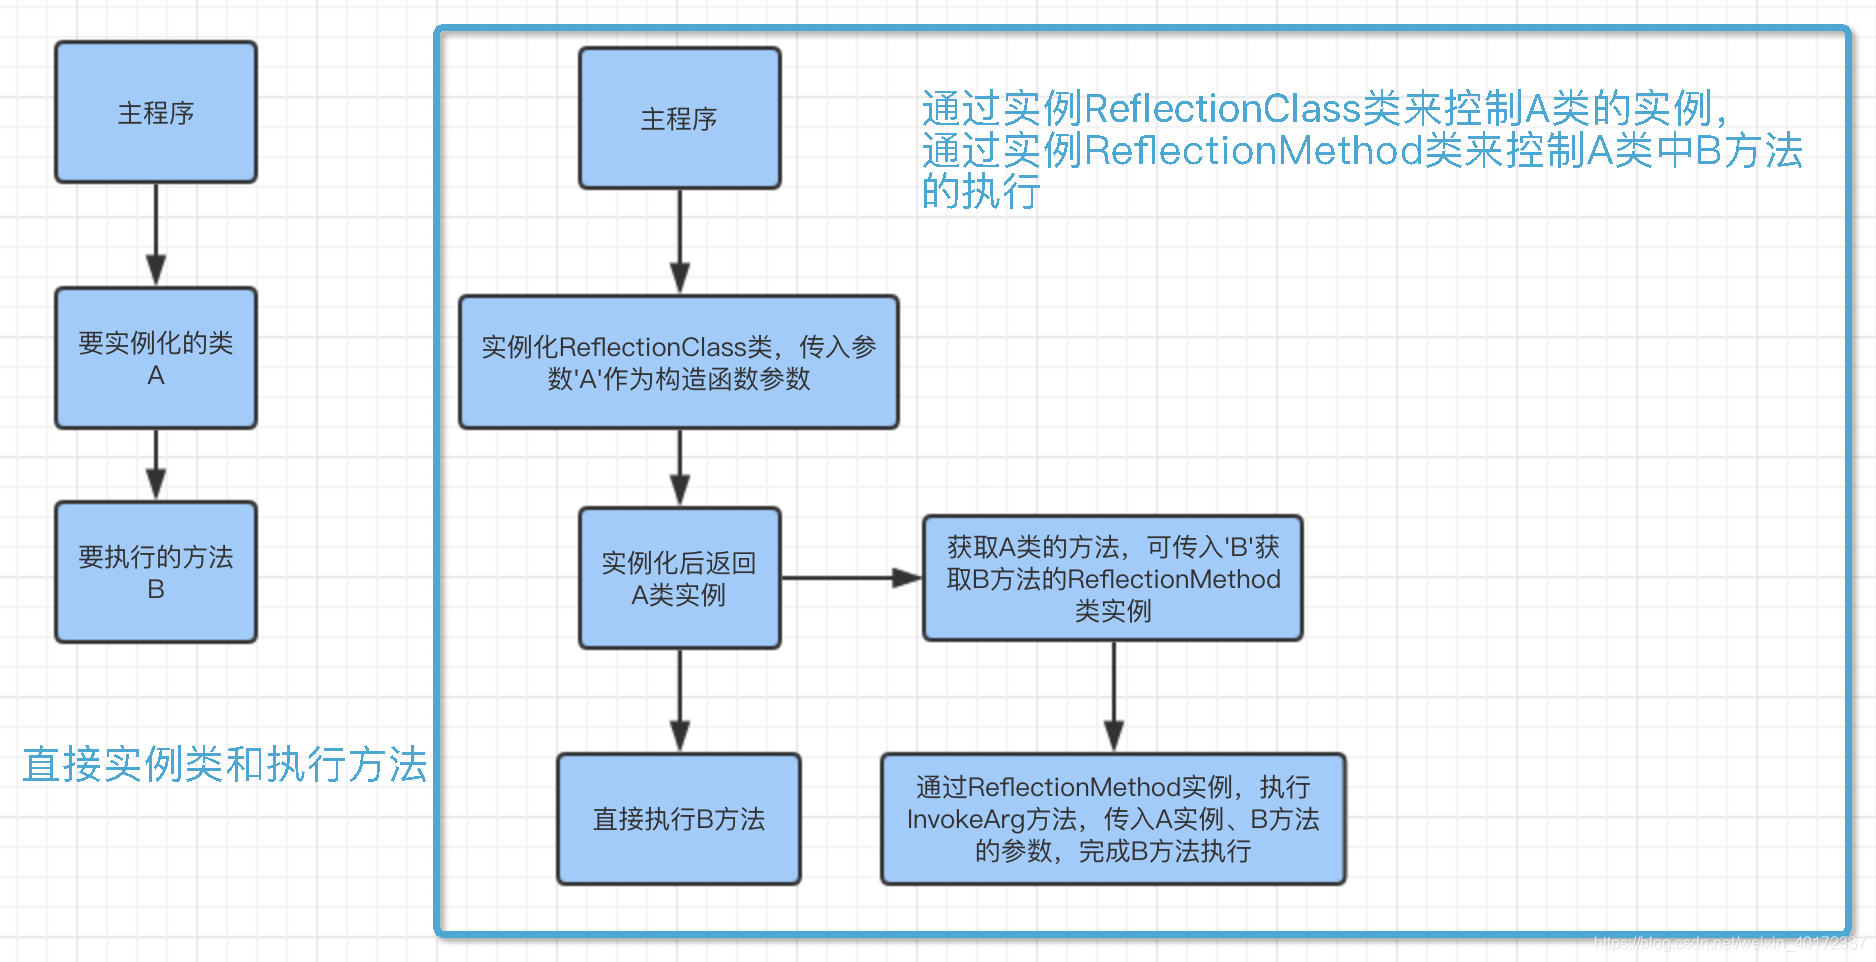 主程序
要实例化的类
A
要执行的方法
B
直接实例类和执行方法
主程序
通过实例ReflectionClass类来控制A类的实例，
通过实例ReflectionMethod类来控制A类中B方法
的执行
实例化ReflectionClass类，传入参
数'A'作为构造函数参数
实例化后返回
A类实例
获取A类的方法，可传入'B'获
取B方法的ReflectionMethod
类实例
直接执行B方法
通过ReflectionMethod实例，执行
InvokeArg方法，传入A实例、B方法
的参数，完成B方法执行
https://blog.csdn.net/weixin_40172337